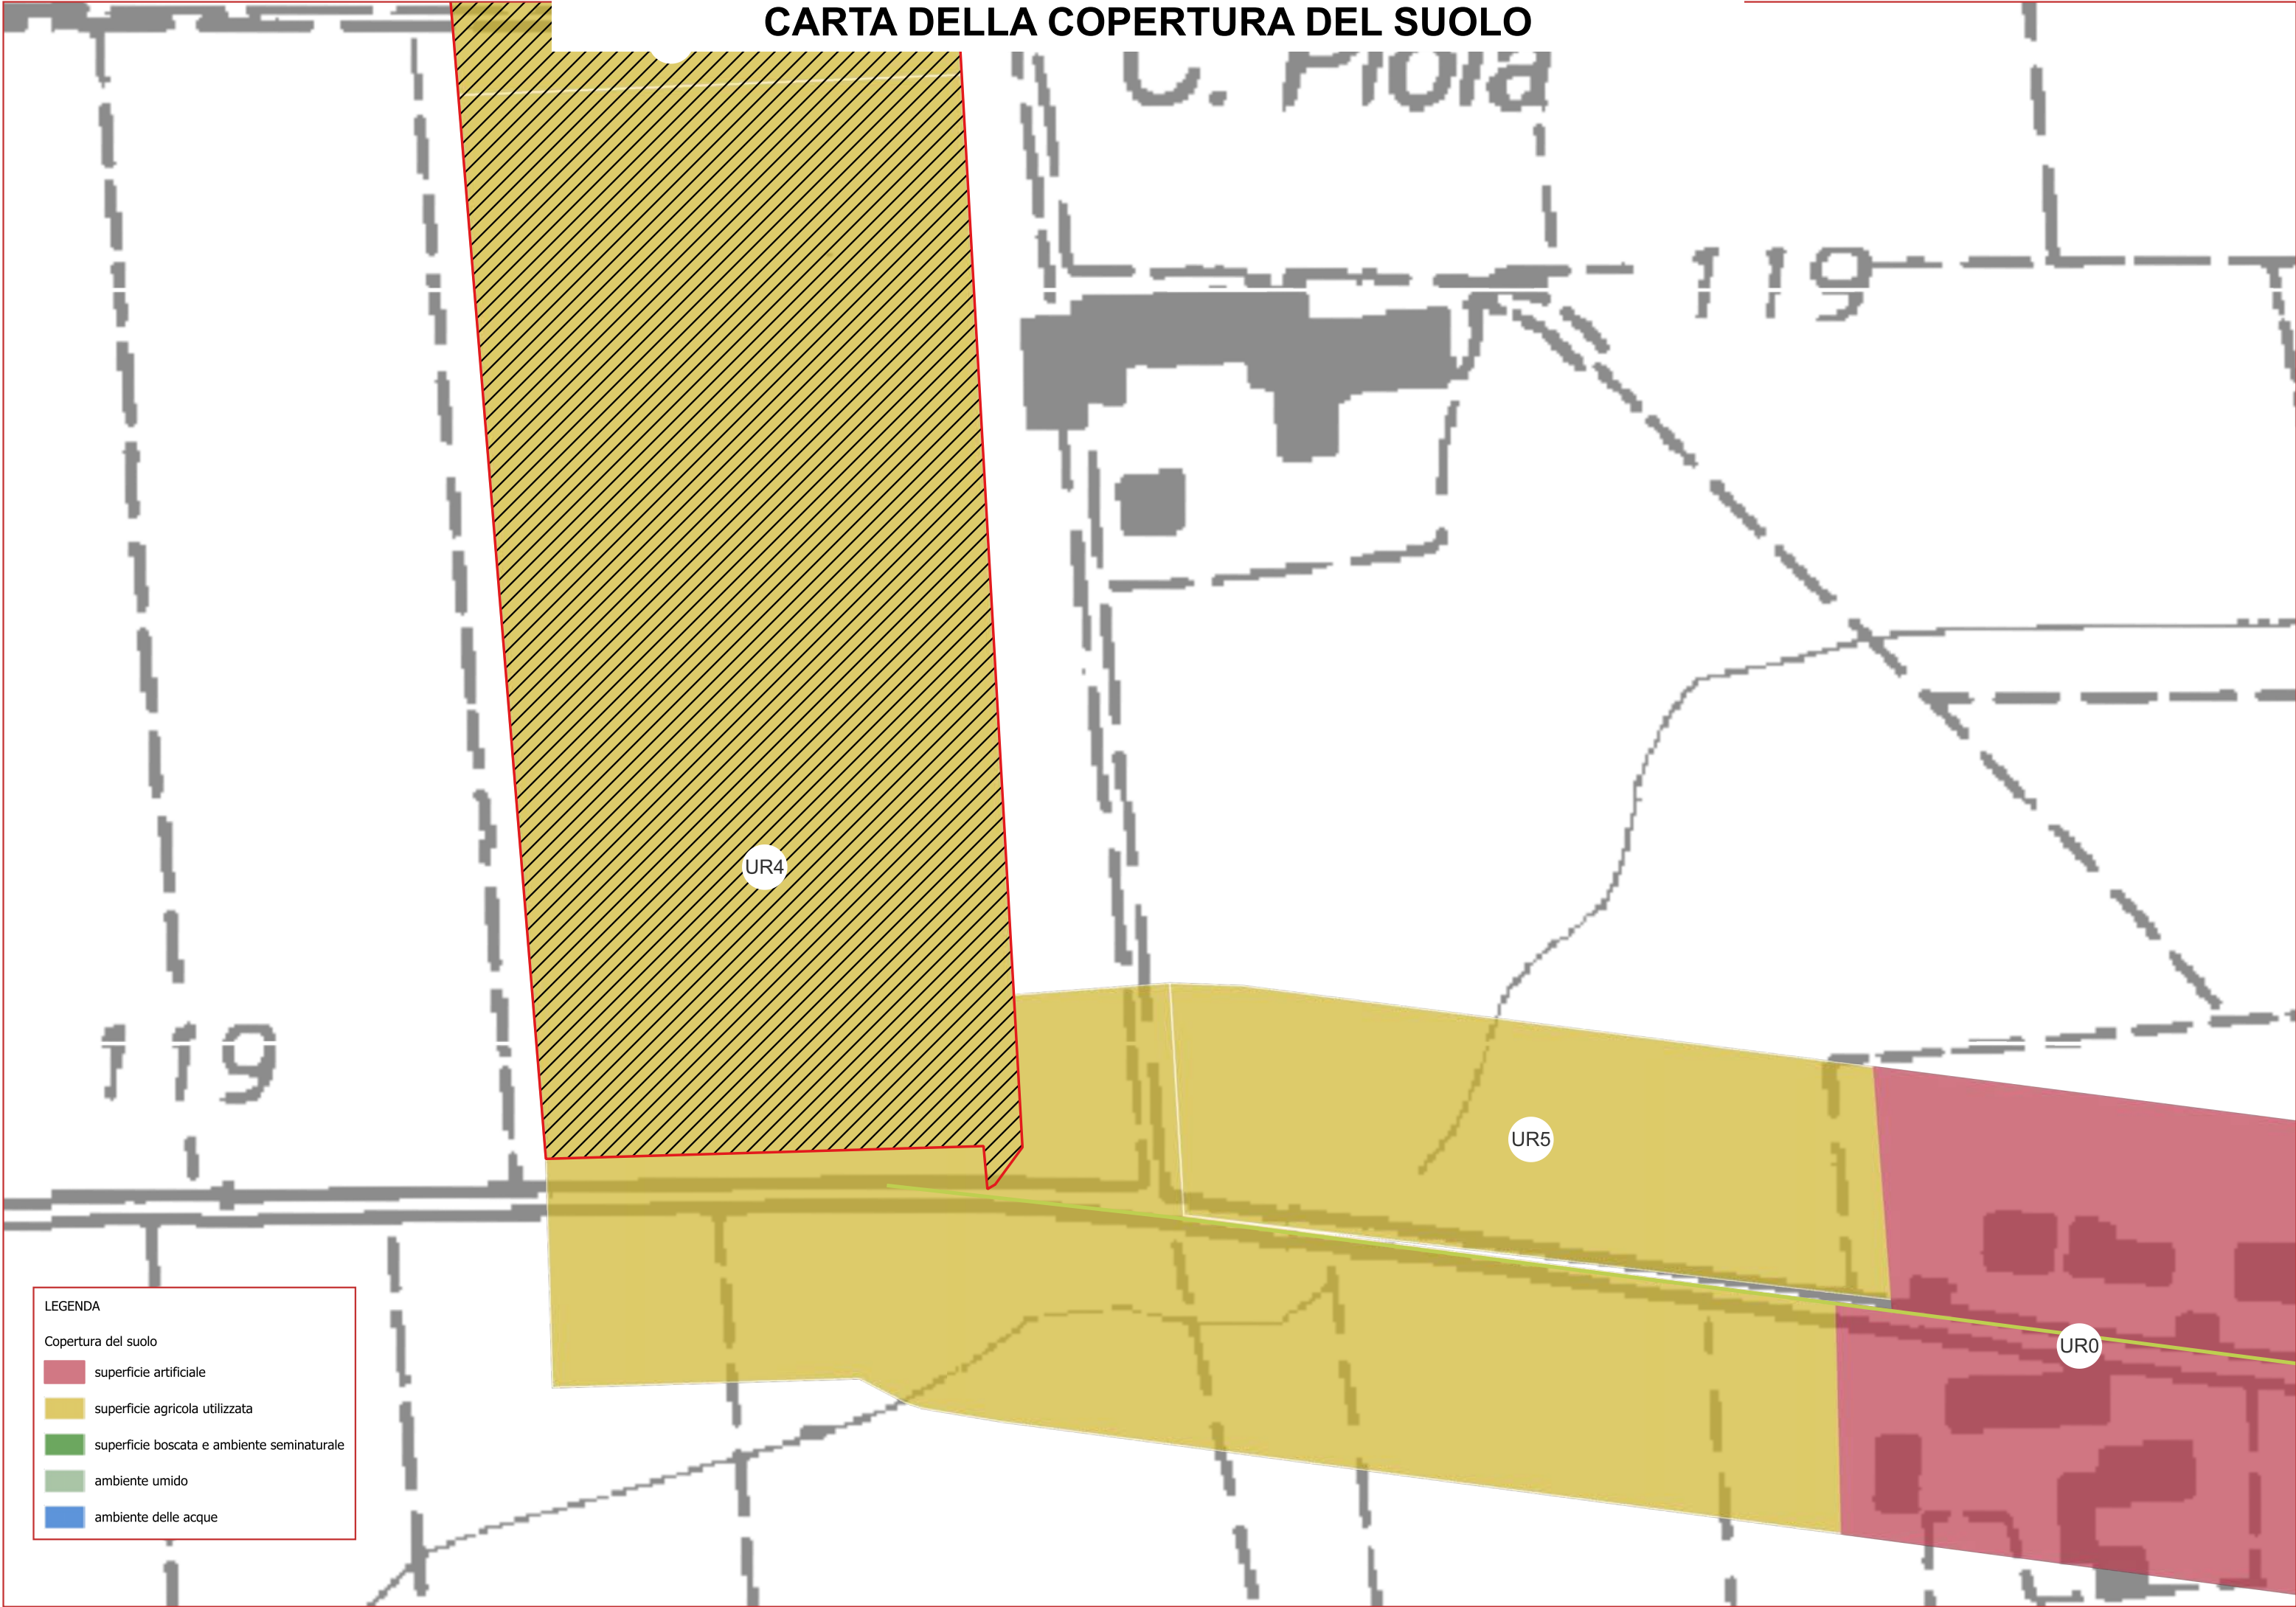 CARTA DELLA COPERTURA DEL SUOLO
C. Piola
119
UR4
119
UR5
UR0
LEGENDA
Copertura del suolo
superficie artificiale
superficie agricola utilizzata
superficie boscata e ambiente seminaturale
ambiente umido
ambiente delle acque